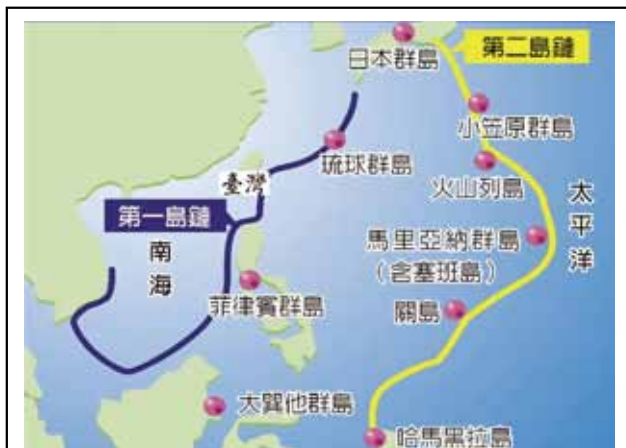 日本群島
第二島鏈
小笠原群島
琉球群島
火山列島
臺灣
太平洋
第一島鏈
南海
馬里亞納群島
(含塞班島)
菲律賓群島
關島
大巽他群島
哈馬黑拉島